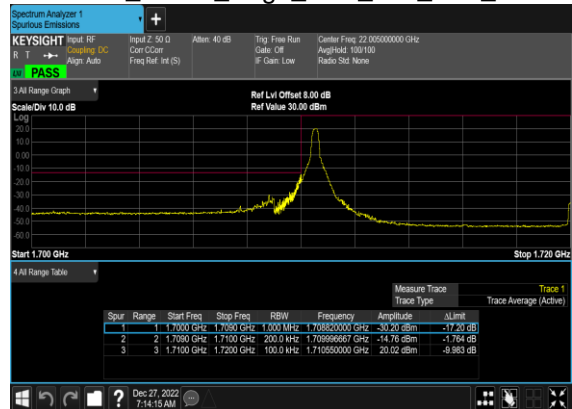 Spectrum Analyzer 1
Spurious Emissions
+
KEYSIGHT Input: RF Input Z: 50 Ω Atten: 40 dB Trig: Free Run Center Freq: 22.005000000 GHz
R T Coupling: DC Corr CCorr Gate: Off Avg|Hold: 100/100
Align: Auto Freq Ref: Int (S) IF Gain: Low Radio Std: None
PASS
3 All Range Graph
Ref Lvl Offset 8.00 dB
Scale/Div 10.0 dB Ref Value 30.00 dBm
Log
20.0
10.0
0.00
-10.0
-20.0
-30.0
-40.0
-50.0
-60.0
Start 1.700 GHz Stop 1.720 GHz
4 All Range Table
Measure Trace Trace 1
Trace Type Trace Average (Active)
Spur Range Start Freq Stop Freq RBW Frequency Amplitude ΔLimit
1 1 1.7000 GHz 1.7090 GHz 1.000 MHz 1.708820000 GHz -30.20 dBm -17.20 dB
2 2 1.7090 GHz 1.7100 GHz 200.0 kHz 1.709996667 GHz -14.76 dBm -1.764 dB
3 3 1.7100 GHz 1.7200 GHz 100.0 kHz 1.710550000 GHz 20.02 dBm -9.983 dB
? Dec 27, 2022
7:14:15 AM